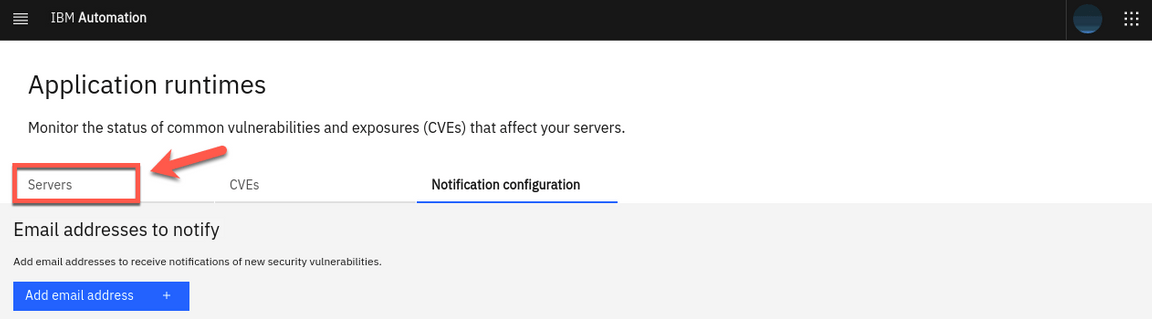 IBM Automation
Application runtimes
Monitor the status of common vulnerabilities and exposures (CVEs) that affect your servers.
Servers CVEs Notification configuration
Email addresses to notify
Add email addresses to receive notifications of new security vulnerabilities.
Add email address +